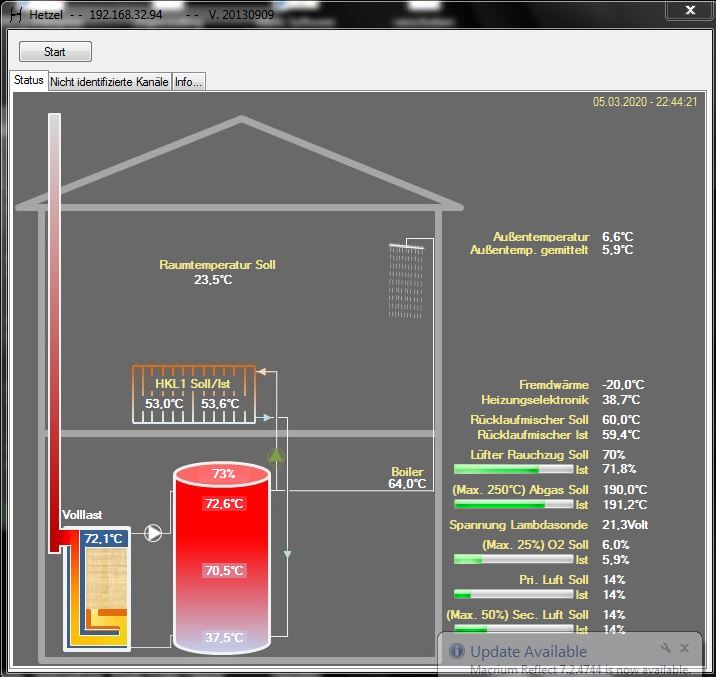 Hetzel - - 192.168.32.94 - - V. 20130909
Start
Status Nicht identifizierte Kanäle Info...
05.03.2020 - 22:44:21
Außentemperatur 6,6°C
Außentemp. gemittelt 5,9°C
Raumtemperatur Soll
23,5°C
HKL1 Soll/Ist
53,0°C 53,6°C
Fremdwärme -20,0°C
Heizungselektronik 38,7°C
Rücklaufmischer Soll 60,0°C
Rücklaufmischer Ist 59,4°C
Lüfter Rauchzug Soll 70%
Ist 71,8%
Boiler
64,0°C
(Max. 250°C) Abgas Soll 190,0°C
Ist 191,2°C
Spannung Lambdasonde 21,3Volt
(Max. 25%) O2 Soll 6,0%
Ist 5,9%
Pri. Luft Soll 14%
Ist 14%
(Max. 50%) Sec. Luft Soll 14%
Ist 14%
Volllast
72,1°C
73%
72,6°C
70,5°C
37,5°C
Update Available
Macrium Reflect 7.2.4744 is now available.